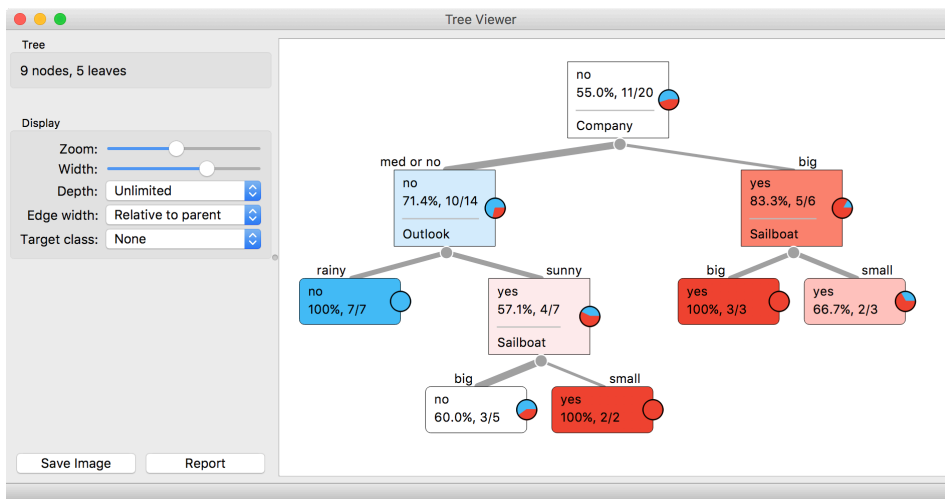 Tree Viewer
Tree
9 nodes, 5 leaves
Display
Zoom:
Width:
Depth: Unlimited
Edge width: Relative to parent
Target class: None
Save Image
Report
no
55.0%, 11/20
Company
med or no
big
no
71.4%, 10/14
Outlook
yes
83.3%, 5/6
Sailboat
rainy
sunny
big
small
no
100%, 7/7
yes
57.1%, 4/7
Sailboat
yes
100%, 3/3
yes
66.7%, 2/3
big
small
no
60.0%, 3/5
yes
100%, 2/2